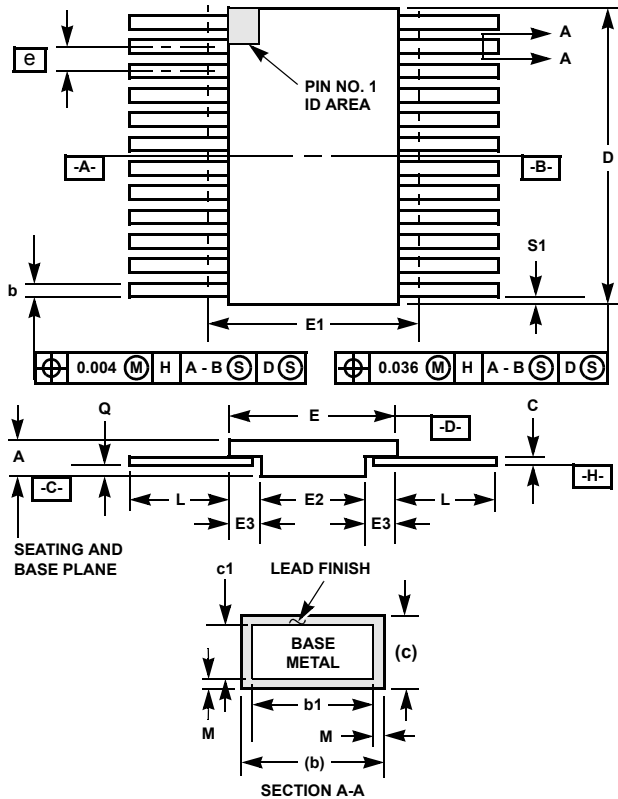 A
e
A
PIN NO. 1
ID AREA
-A-
-B-
D
S1
b
E1
⌖ 0.004 Ⓜ H A - B Ⓢ D Ⓢ
⌖ 0.036 Ⓜ H A - B Ⓢ D Ⓢ
Q
E
C
-D-
A
-C-
-H-
L
E2
L
E3
E3
SEATING AND
BASE PLANE
c1
LEAD FINISH
BASE
METAL
(c)
b1
M
M
(b)
SECTION A-A